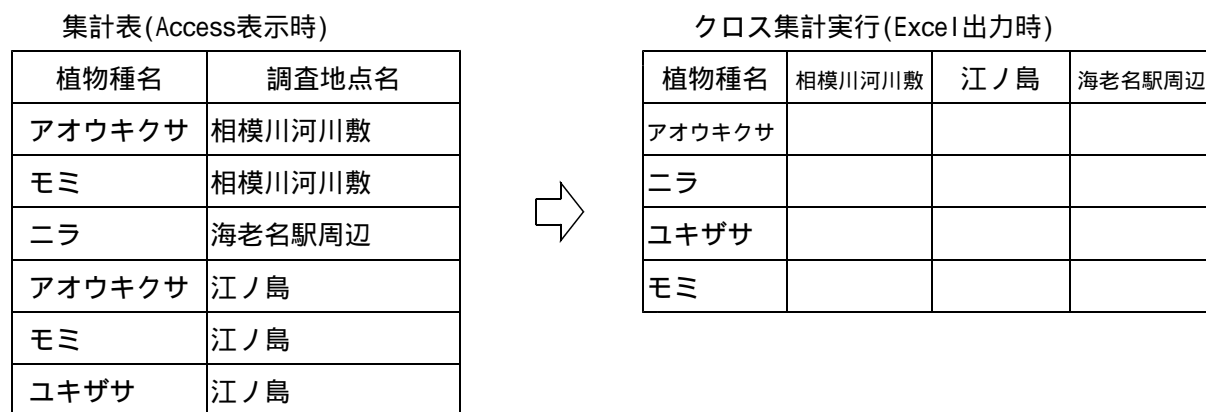 集計表(Access表示時)
植物種名 調査地点名
アオウキクサ 相模川河川敷
モミ 相模川河川敷
ニラ 海老名駅周辺
アオウキクサ 江ノ島
モミ 江ノ島
ユキザサ 江ノ島
クロス集計実行(Excel出力時)
植物種名 相模川河川敷 江ノ島 海老名駅周辺
アオウキクサ
ニラ
ユキザサ
モミ